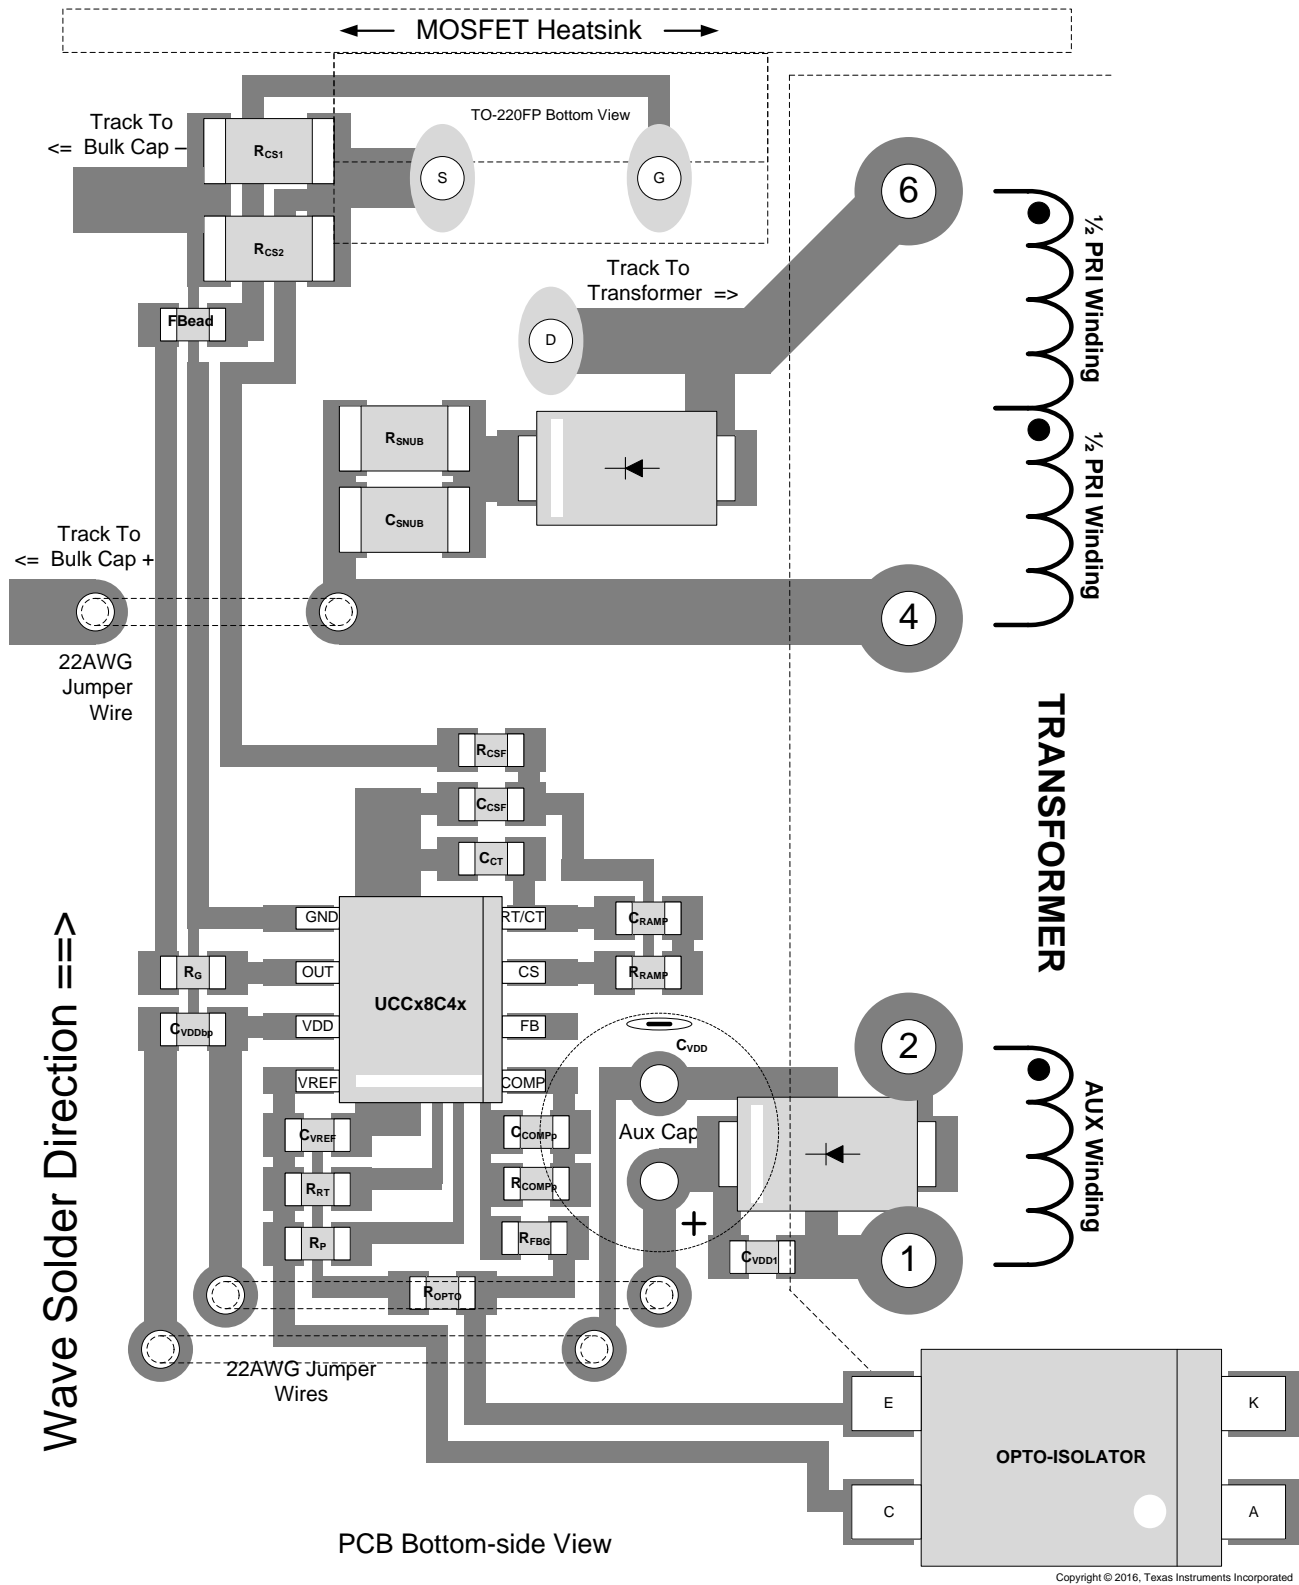 MOSFET Heatsink
TO-220FP Bottom View
Track To
<= Bulk Cap –
RCS1
S
G
6
RCS2
½ PRI Winding
Track To
Transformer =>
FBead
D
RSNUB
½ PRI Winding
CSNUB
Track To
<= Bulk Cap +
4
22AWG
Jumper
Wire
TRANSFORMER
RCSF
CCSF
CCT
GND
RT/CT
CRAMP
RG
OUT
CS
RRAMP
UCCx8C4x
CVDDbp
VDD
FB
–
CVDD
2
VREF
COMP
AUX Winding
CVREF
CCOMPp
Aux Cap
RRT
RCOMPp
+
RP
RFBG
CVDD1
1
ROPTO
22AWG Jumper
Wires
Wave Solder Direction ==>
E
K
OPTO-ISOLATOR
C
A
PCB Bottom-side View
Copyright © 2016, Texas Instruments Incorporated